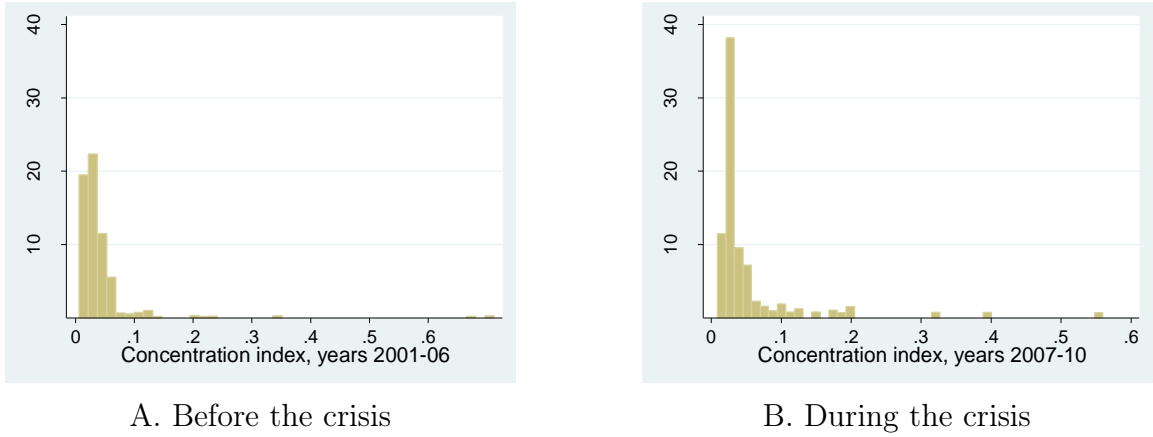 40
30
20
10
0 .1 .2 .3 .4 .5 .6
Concentration index, years 2001-06
A. Before the crisis
40
30
20
10
0 .1 .2 .3 .4 .5 .6
Concentration index, years 2007-10
B. During the crisis